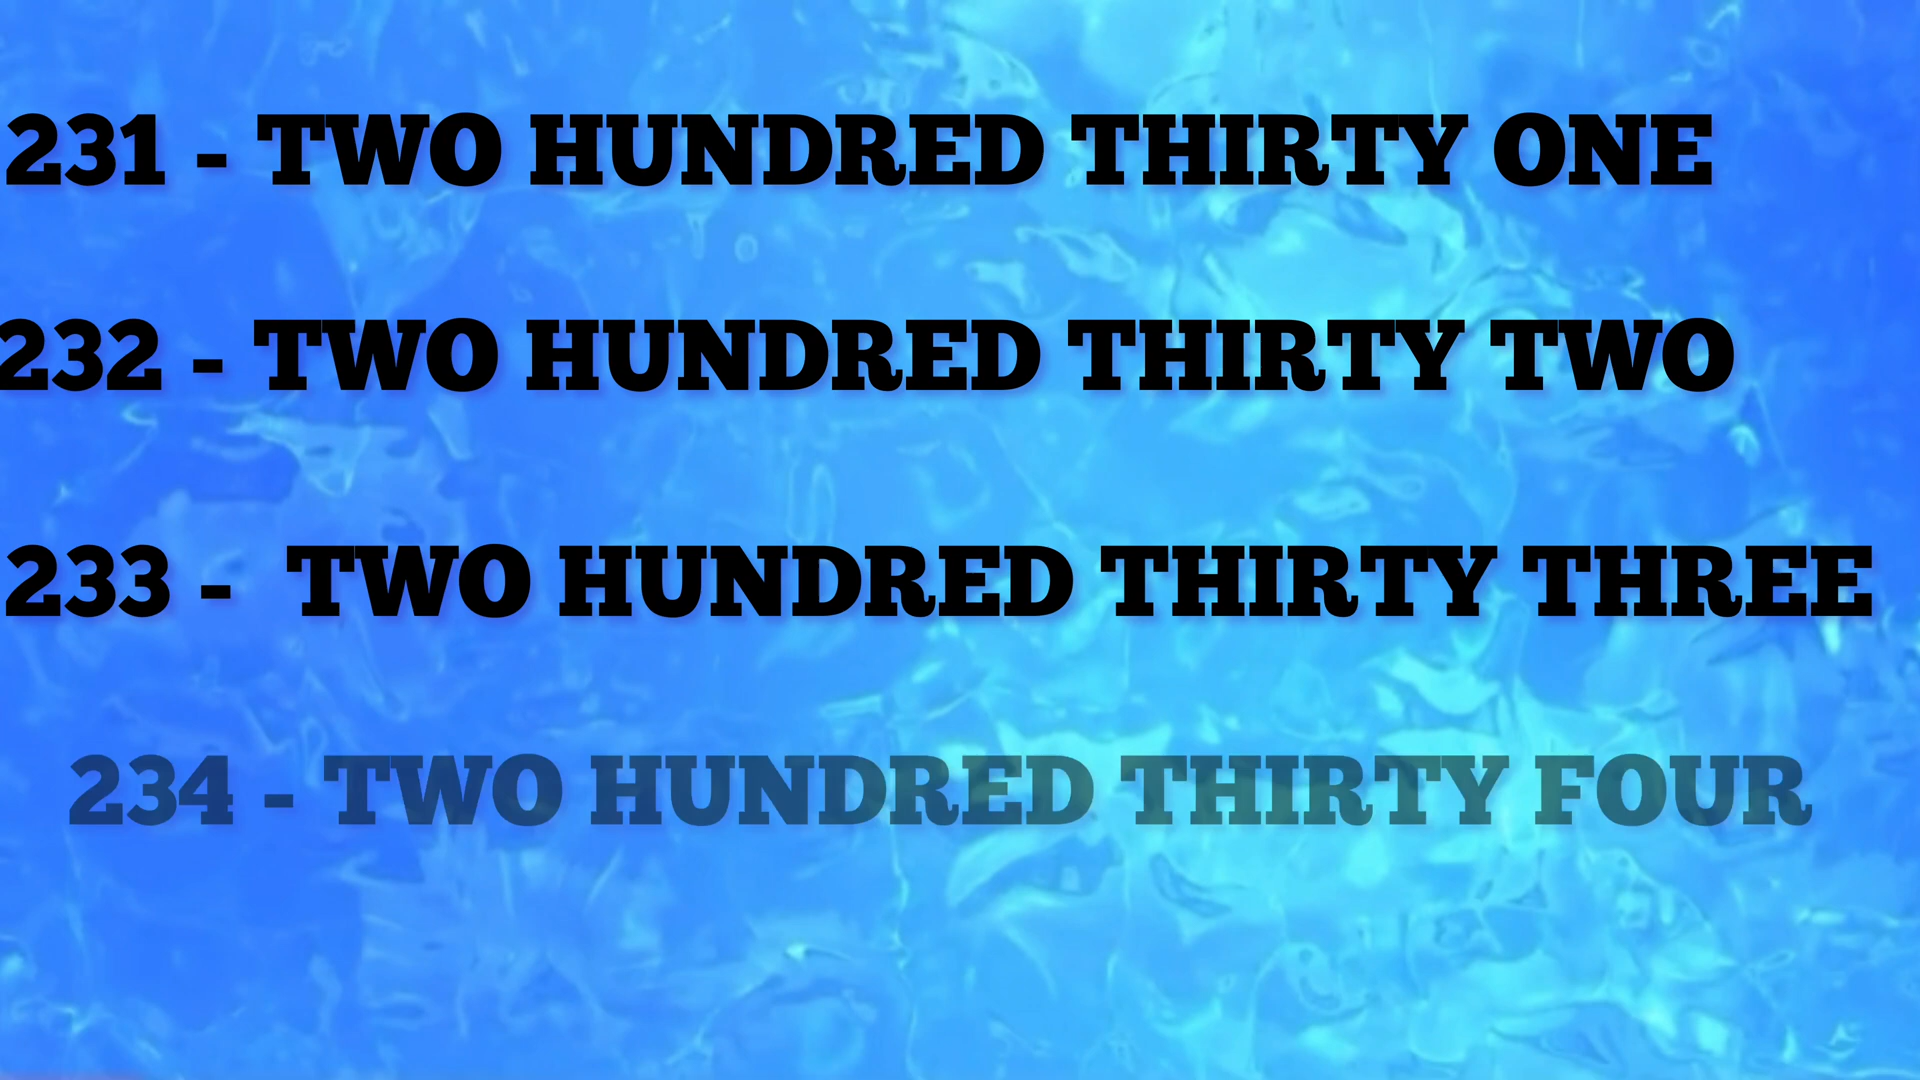 231 - TWO HUNDRED THIRTY ONE
232 - TWO HUNDRED THIRTY TWO
233 - TWO HUNDRED THIRTY THREE
234 - TWO HUNDRED THIRTY FOUR